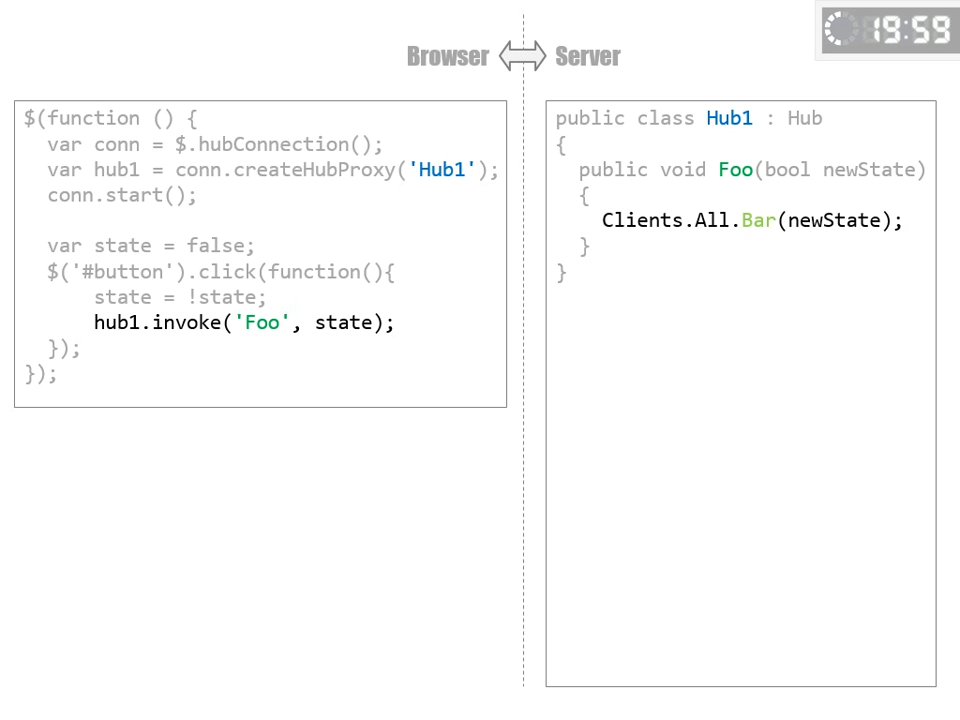 19:59
Browser Server
$(function () {
  var conn = $.hubConnection();
  var hub1 = conn.createHubProxy('Hub1');
  conn.start();

  var state = false;
  $('#button').click(function(){
      state = !state;
      hub1.invoke('Foo', state);
  });
});
public class Hub1 : Hub
{
  public void Foo(bool newState)
  {
    Clients.All.Bar(newState);
  }
}